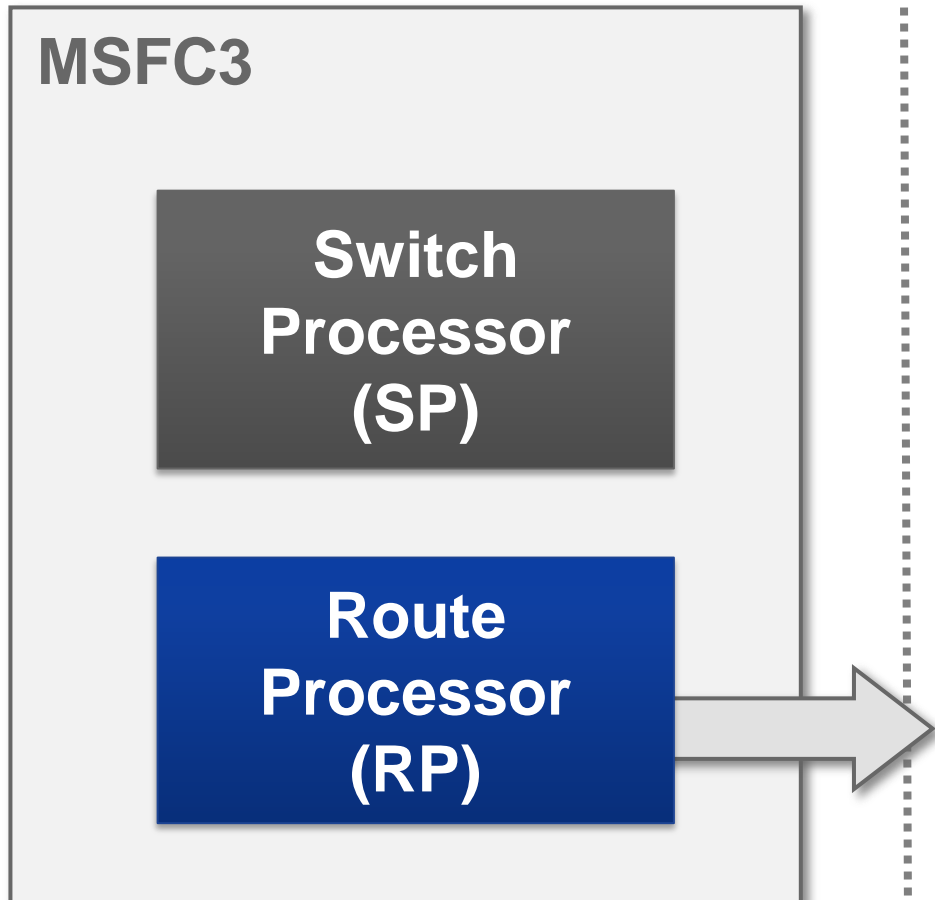 MSFC3
Switch
Processor
(SP)
Route
Processor
(RP)